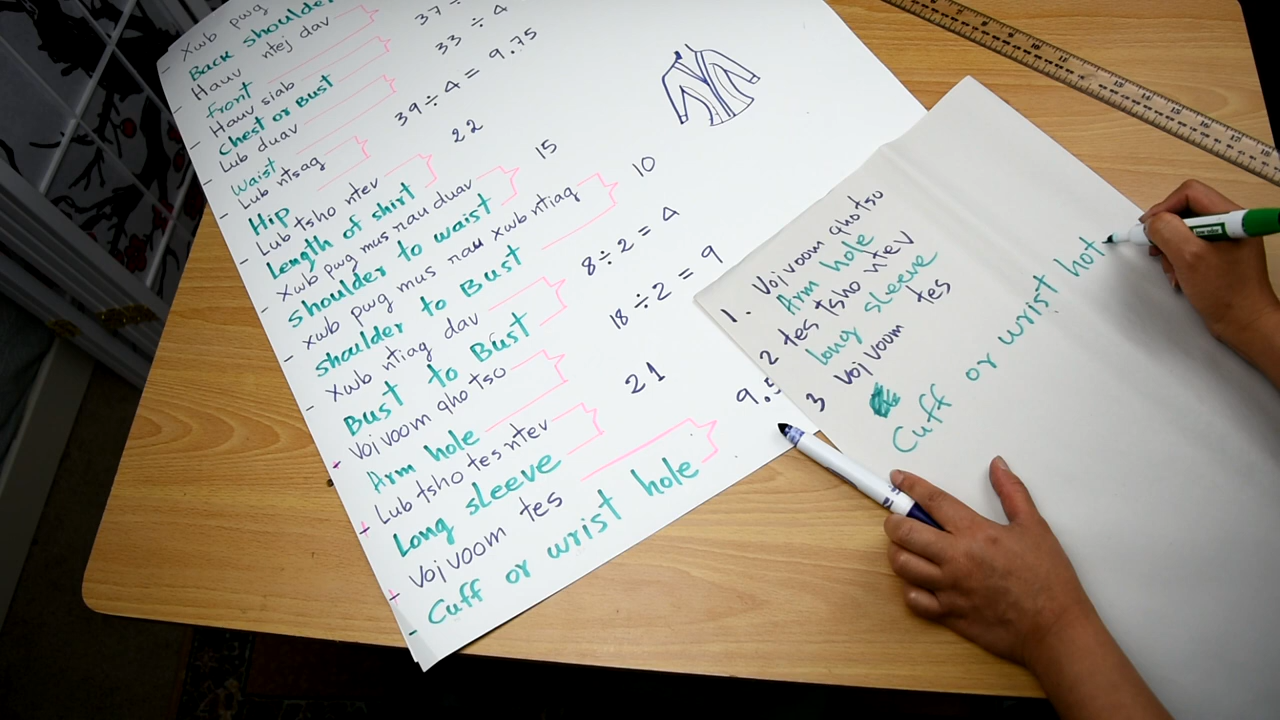 - Xwb pwg
Back shoulder
37 ÷
- Hauv ntej dav
front
33 ÷ 4
- Hauv siab
Chest or Bust
39 ÷ 4 = 9.75
- Lub duav
Waist
- Lub ntsag
Hip
22
- Lub tsho ntev
Length of shirt
15
- Xwb pwg mus rau duav
shoulder to waist
10
- Xwb pwg mus rau xwb ntiag
shoulder to Bust
8 ÷ 2 = 4
- Xwb ntiag dav
Bust to Bust
18 ÷ 2 = 9
+ Voj voom qho tso
Arm hole
21
+ Lub tsho tes ntev
Long sleeve
9.5
+ Voj voom tes
- Cuff or wrist hole
1. Voj voom qho tso
Arm hole
2 tes tsho ntev
long sleeve
3 voj voom tes
Cuff or wrist hot